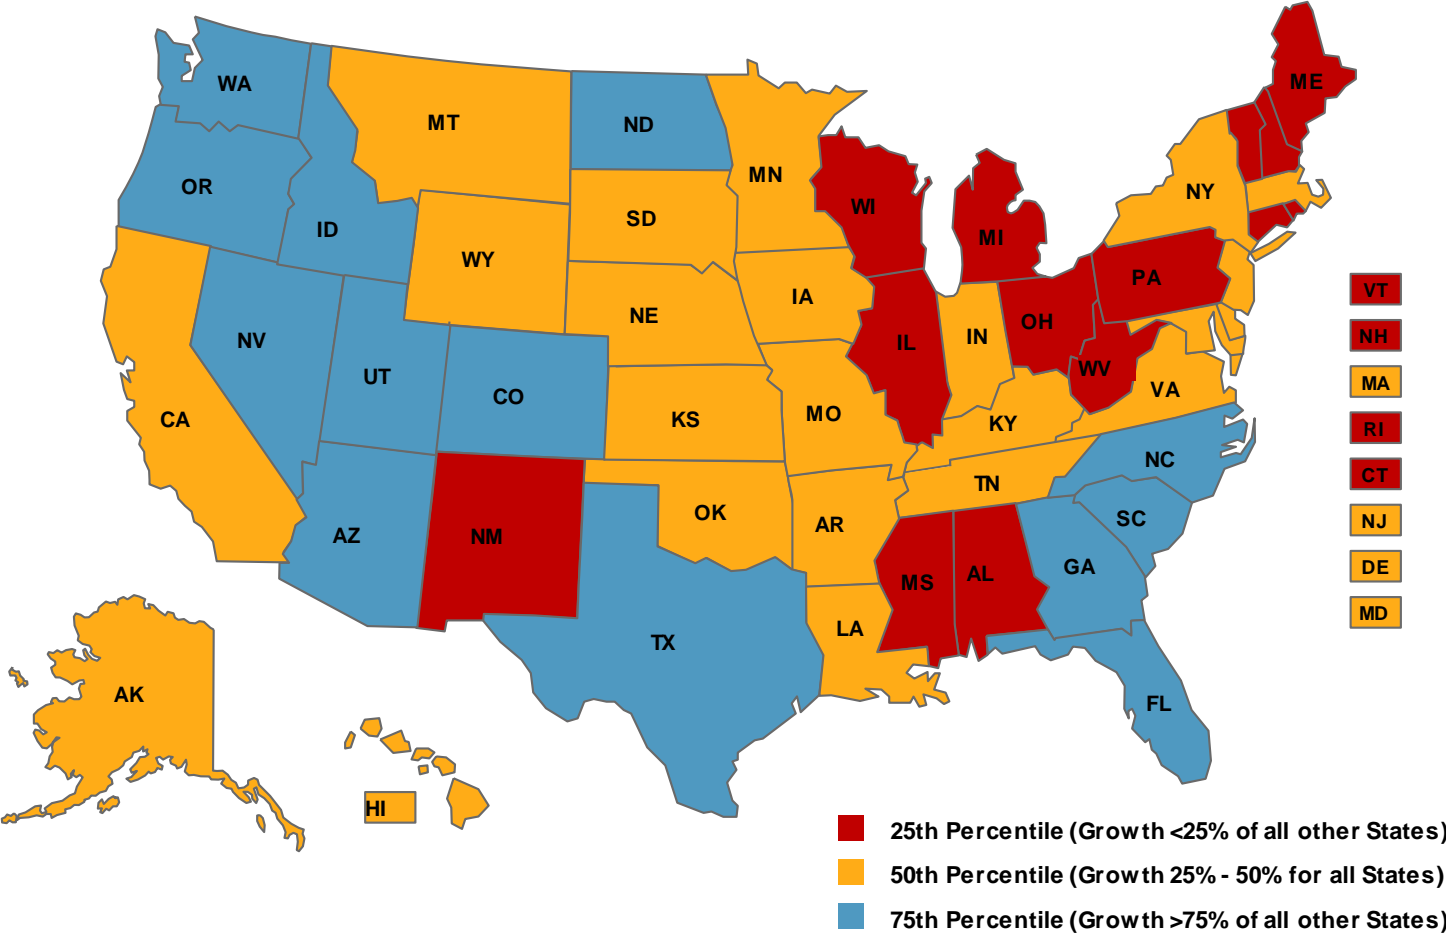 ME
WA
MT
ND
MN
OR
NY
WI
SD
ID
MI
WY
PA
VT
IA
NE
OH
NH
NV
IN
IL
WV
UT
MA
VA
CO
MO
CA
KS
KY
RI
NC
CT
TN
OK
SC
NJ
AR
AZ
NM
GA
DE
AL
MS
MD
LA
TX
AK
FL
HI
25th Percentile (Growth <25% of all other States)
50th Percentile (Growth 25% - 50% for all States)
75th Percentile (Growth >75% of all other States)